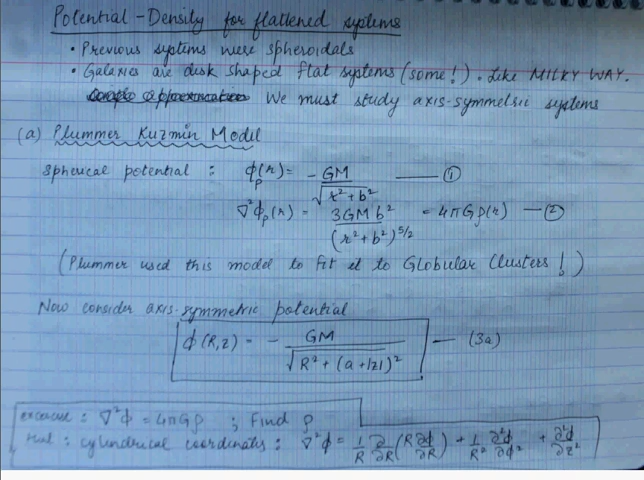 Potential-Density for flattened systems
• Previous systems were spheroidals
• Galaxies are disk shaped flat systems (some!). Like MILKY WAY.
We must study axis-symmetric systems
(a) Plummer Kuzmin Model
Spherical potential : ϕ_p(r) = -GM / √(r² + b²) —— ①
∇²ϕ_p(r) = 3GMb² / (r² + b²)^(5/2) = 4πGρ(r) — ②
(Plummer used this model to fit it to Globular Clusters!)
Now consider axis-symmetric potential
ϕ(R,z) = - GM / √(R² + (a+|z|)²) — (3a)
exercise : ∇²ϕ = 4πGρ ; Find ρ
Hint : cylindrical coordinates : ∇²ϕ = 1/R ∂/∂R (R ∂ϕ/∂R) + 1/R² ∂²ϕ/∂ϕ² + ∂²ϕ/∂z²